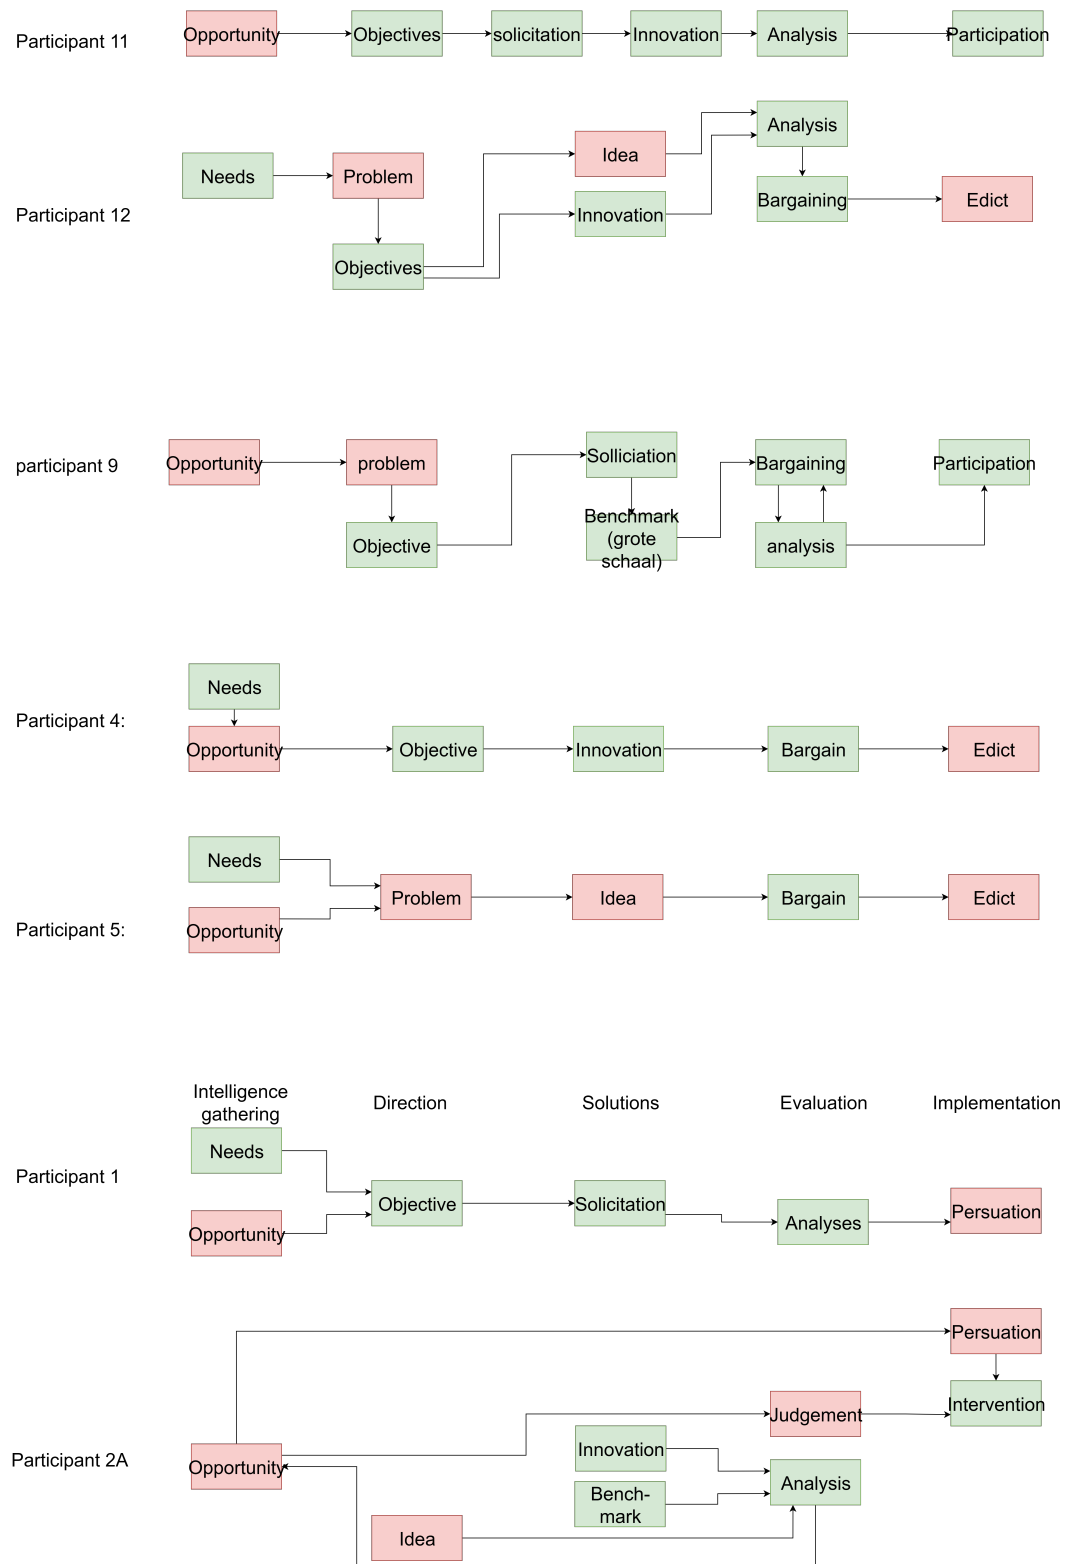 Participant 11
Opportunity
Objectives
solicitation
Innovation
Analysis
Participation
Participant 12
Needs
Problem
Objectives
Idea
Innovation
Analysis
Bargaining
Edict
participant 9
Opportunity
problem
Objective
Solliciation
Benchmark
(grote
schaal)
Bargaining
analysis
Participation
Participant 4:
Needs
Opportunity
Objective
Innovation
Bargain
Edict
Participant 5:
Needs
Opportunity
Problem
Idea
Bargain
Edict
Intelligence
gathering
Direction
Solutions
Evaluation
Implementation
Participant 1
Needs
Opportunity
Objective
Solicitation
Analyses
Persuation
Participant 2A
Opportunity
Persuation
Intervention
Judgement
Innovation
Bench-
mark
Analysis
Idea